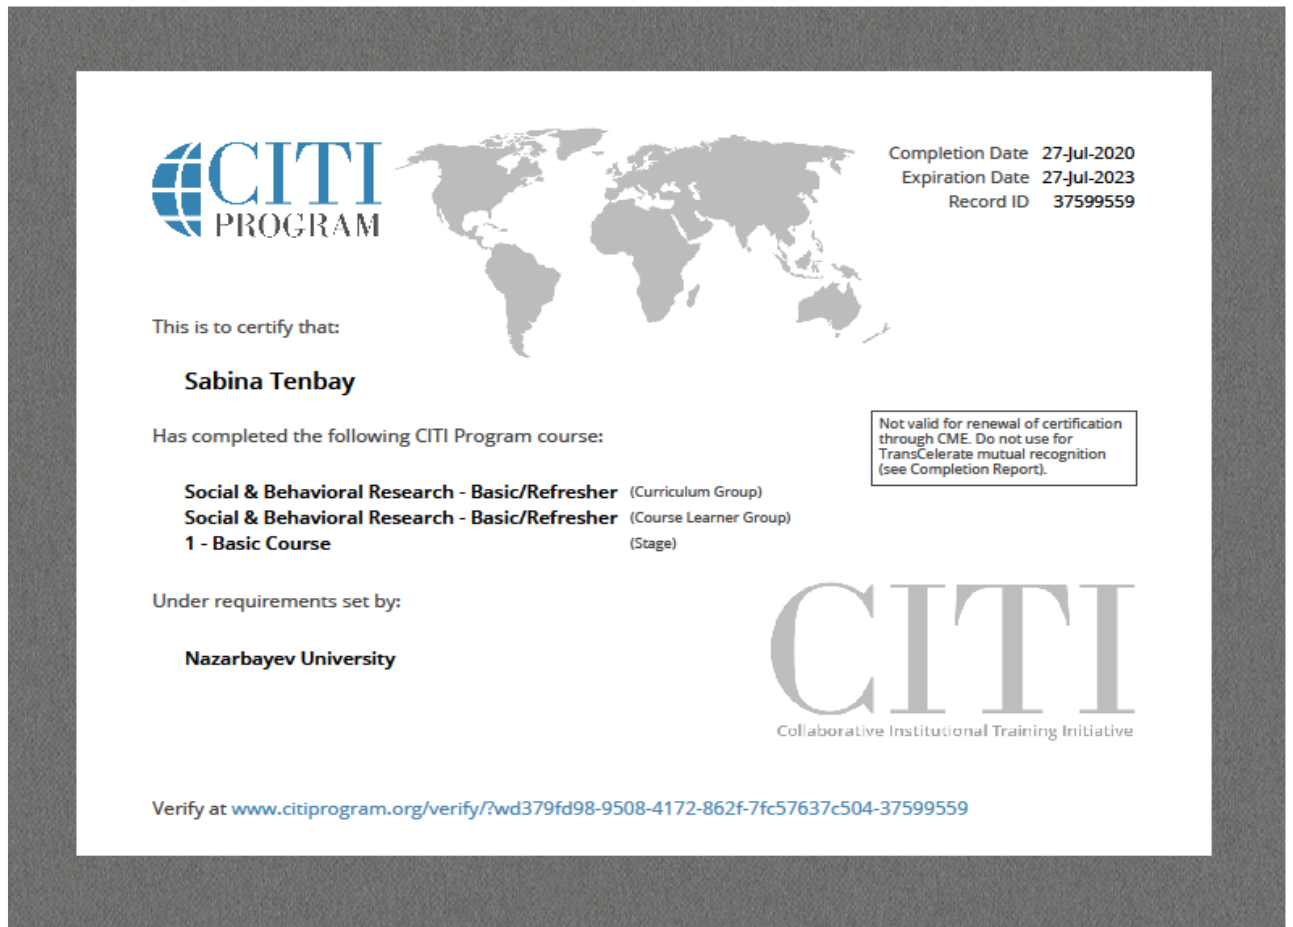 CITI
PROGRAM
Completion Date 27-Jul-2020
Expiration Date 27-Jul-2023
Record ID 37599559
This is to certify that:
Sabina Tenbay
Has completed the following CITI Program course:
Not valid for renewal of certification
through CME. Do not use for
TransCelerate mutual recognition
(see Completion Report).
Social & Behavioral Research - Basic/Refresher (Curriculum Group)
Social & Behavioral Research - Basic/Refresher (Course Learner Group)
1 - Basic Course (Stage)
Under requirements set by:
Nazarbayev University
CITI
Collaborative Institutional Training Initiative
Verify at www.citiprogram.org/verify/?wd379fd98-9508-4172-862f-7fc57637c504-37599559